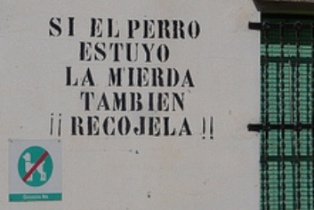 SI EL PERRO
ESTUYO
LA MIERDA
TAMBIEN
¡¡ RECOJELA !!